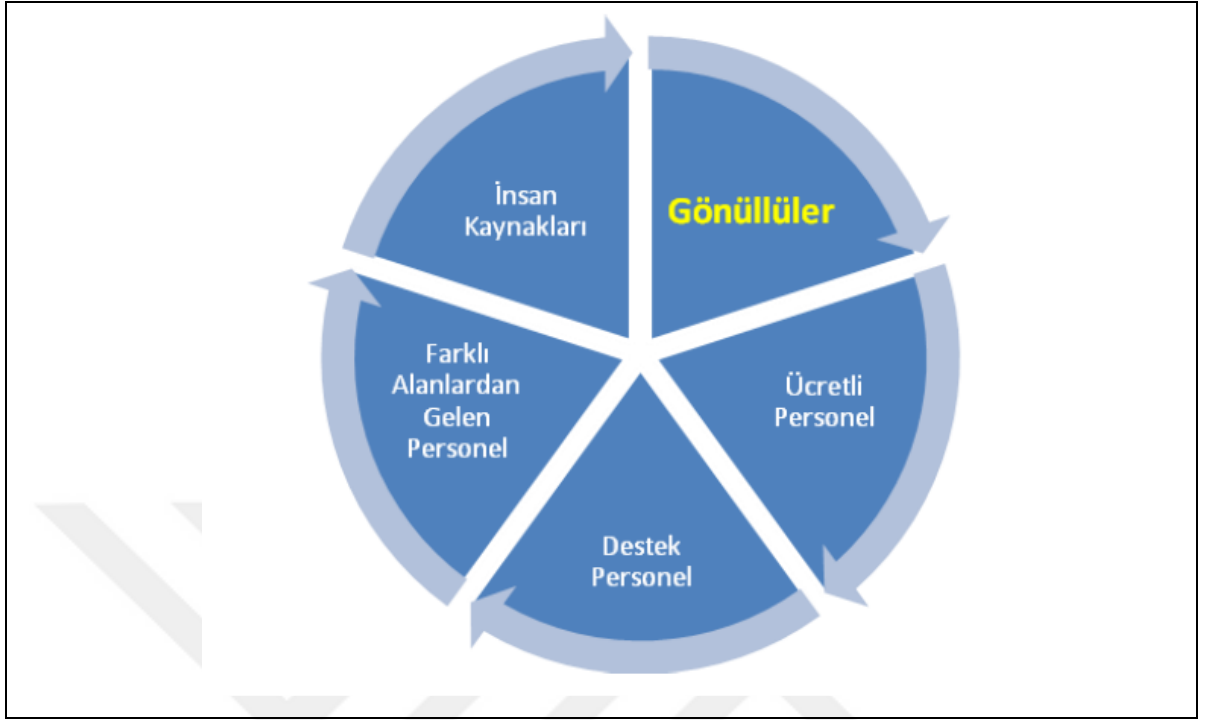 İnsan
Kaynakları
Gönüllüler
Farklı
Alanlardan
Gelen
Personel
Ücretli
Personel
Destek
Personel